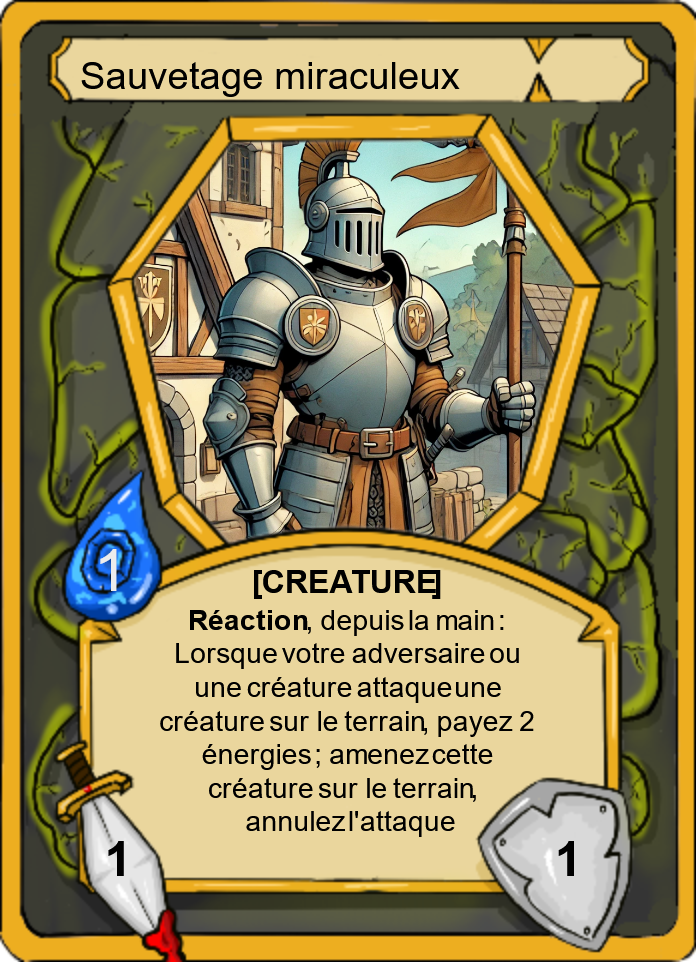 Sauvetage miraculeux
1
[CREATURE]
Réaction, depuis la main :
Lorsque votre adversaire ou
une créature attaque une
créature sur le terrain, payez 2
énergies ; amenez cette
créature sur le terrain,
annulez l'attaque
1
1